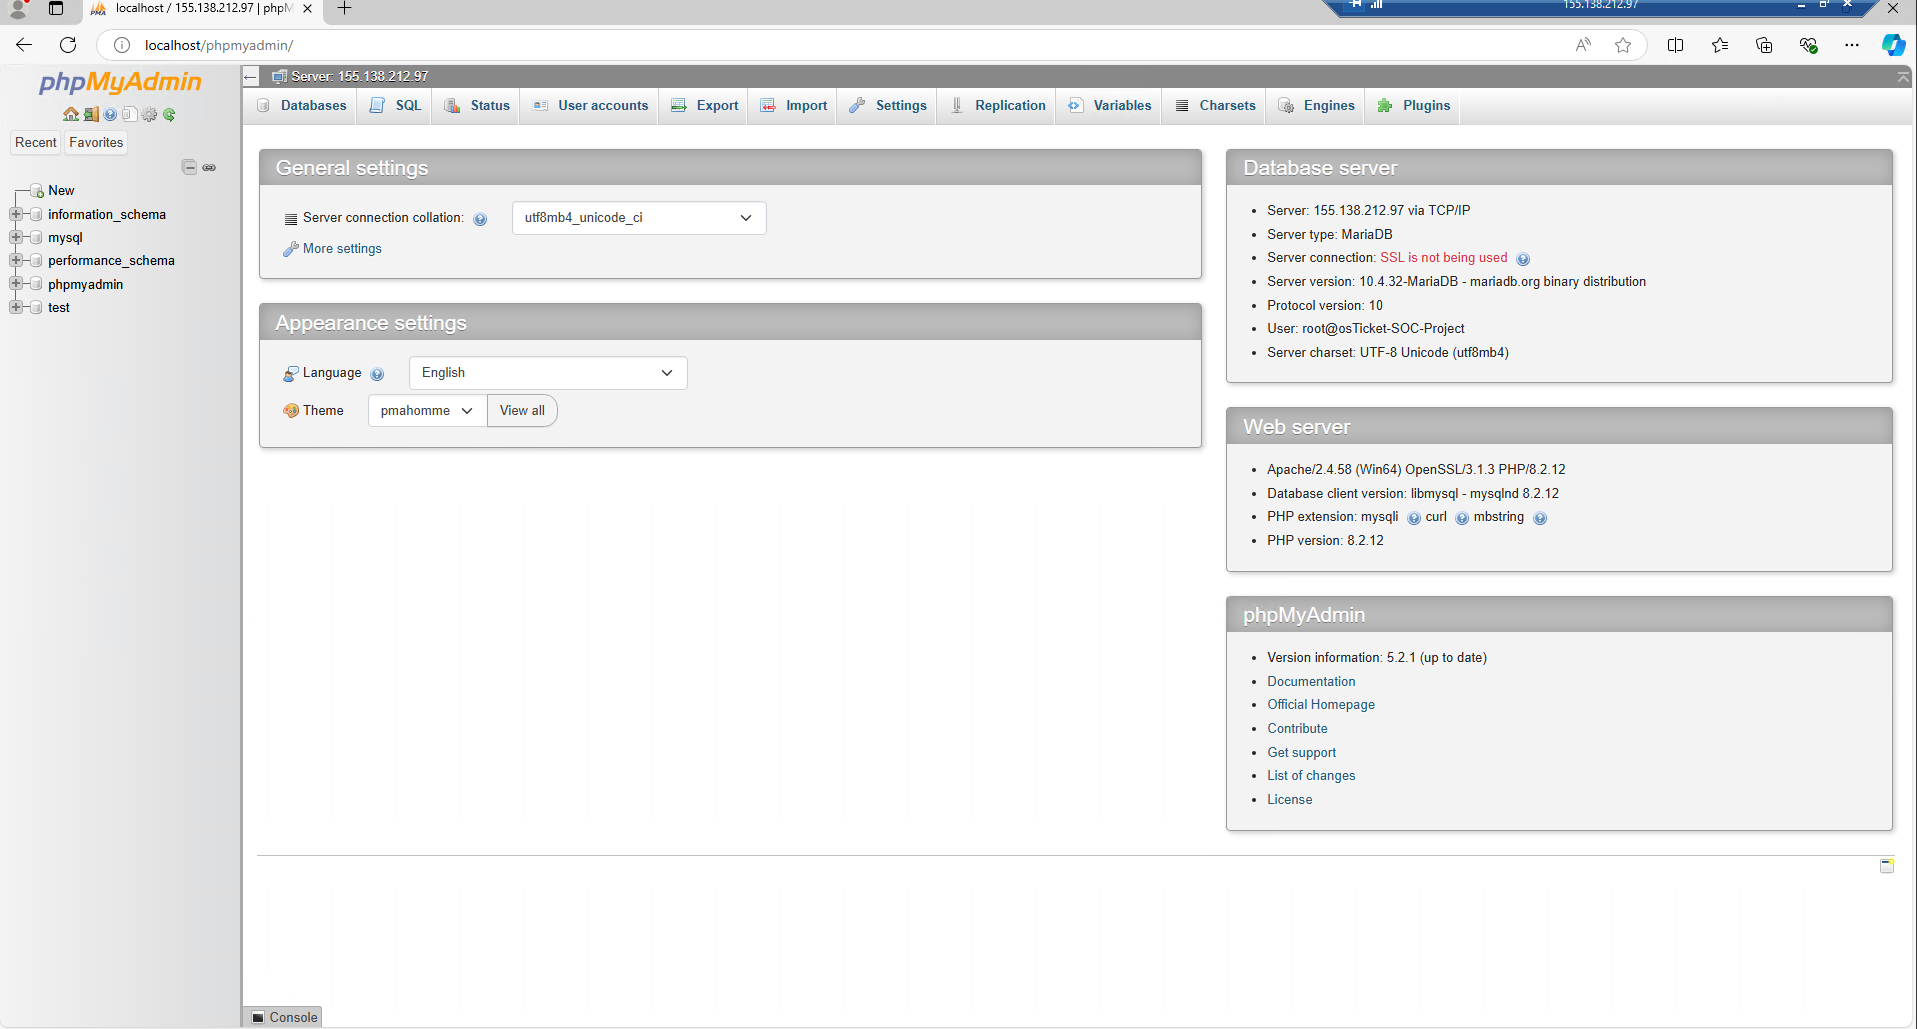 localhost / 155.138.212.97 | phpM
155.138.212.97
localhost/phpmyadmin/
phpMyAdmin
Recent
Favorites
New
information_schema
mysql
performance_schema
phpmyadmin
test
Server: 155.138.212.97
Databases
SQL
Status
User accounts
Export
Import
Settings
Replication
Variables
Charsets
Engines
Plugins
General settings
Server connection collation:
utf8mb4_unicode_ci
More settings
Appearance settings
Language
English
Theme
pmahomme
View all
Database server
Server: 155.138.212.97 via TCP/IP
Server type: MariaDB
Server connection: SSL is not being used
Server version: 10.4.32-MariaDB - mariadb.org binary distribution
Protocol version: 10
User: root@osTicket-SOC-Project
Server charset: UTF-8 Unicode (utf8mb4)
Web server
Apache/2.4.58 (Win64) OpenSSL/3.1.3 PHP/8.2.12
Database client version: libmysql - mysqlnd 8.2.12
PHP extension: mysqli curl mbstring
PHP version: 8.2.12
phpMyAdmin
Version information: 5.2.1 (up to date)
Documentation
Official Homepage
Contribute
Get support
List of changes
License
Console